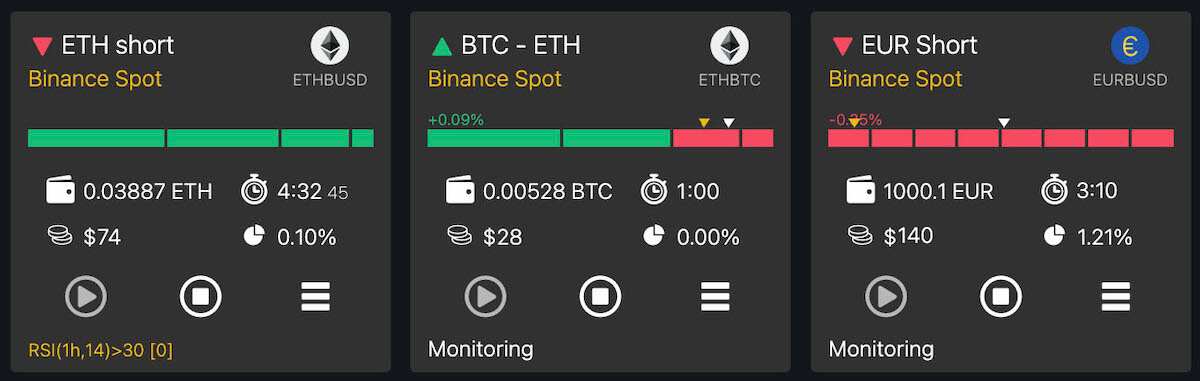 ETH short
Binance Spot
ETHBUSD
0.03887 ETH
4:32 45
$74
0.10%
RSI(1h,14)>30 [0]
BTC - ETH
Binance Spot
ETHBTC
+0.09%
0.00528 BTC
1:00
$28
0.00%
Monitoring
EUR Short
Binance Spot
€
EURBUSD
1000.1 EUR
3:10
$140
1.21%
Monitoring